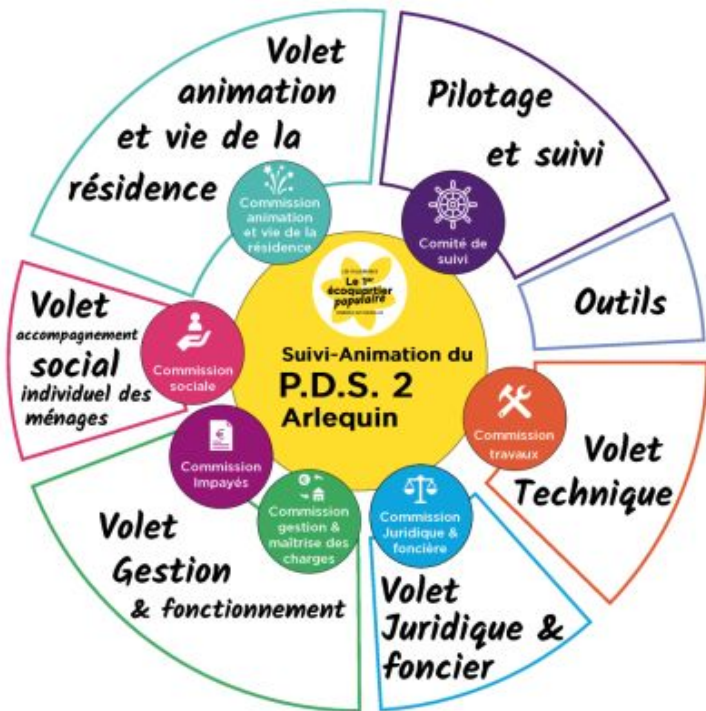 Volet
animation
et vie de la
résidence
Commission
animation
et vie de la
résidence
Pilotage
et suivi
Comité de
suivi
Outils
Volet
Technique
Commission
travaux
Volet
Juridique &
foncier
Commission
Juridique &
foncière
Volet
Gestion
& fonctionnement
Commission
gestion &
maîtrise des
charges
Commission
Impayés
Volet
accompagnement
social
individuel des
ménages
Commission
sociale
Le 1er
écoquartier
populaire
Suivi-Animation du
P.D.S. 2
Arlequin